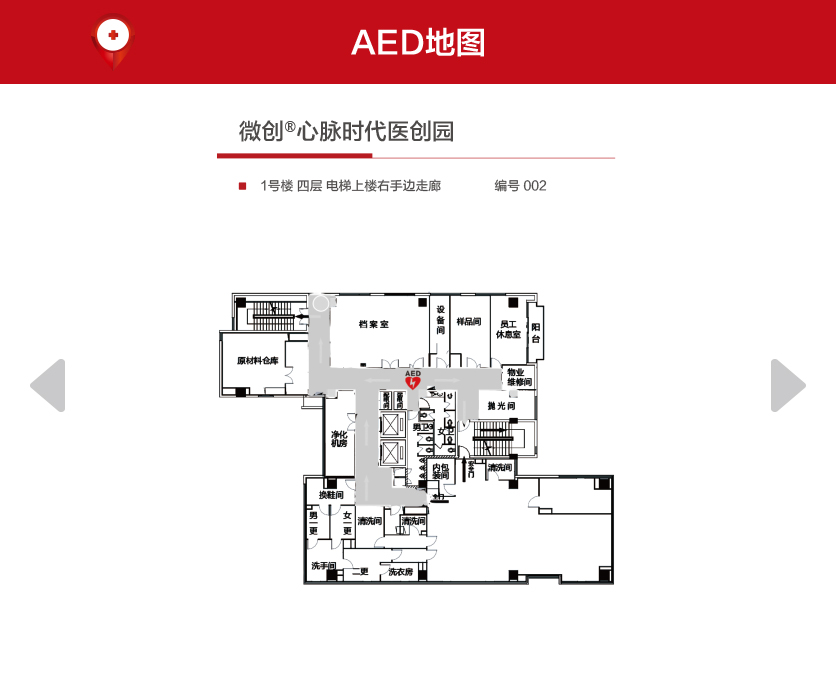 AED地图
微创®心脉时代医创园
1号楼 四层 电梯上楼右手边走廊 编号 002
档案室
设备间
样品间
员工
休息室
阳台
原材料仓库
AED
物业
维修间
抛光间
净化
机房
男卫
女卫
内包
装间
清洗间
换鞋间
男一更
女一更
清洗间
清洗间
洗手间
二更
洗衣房